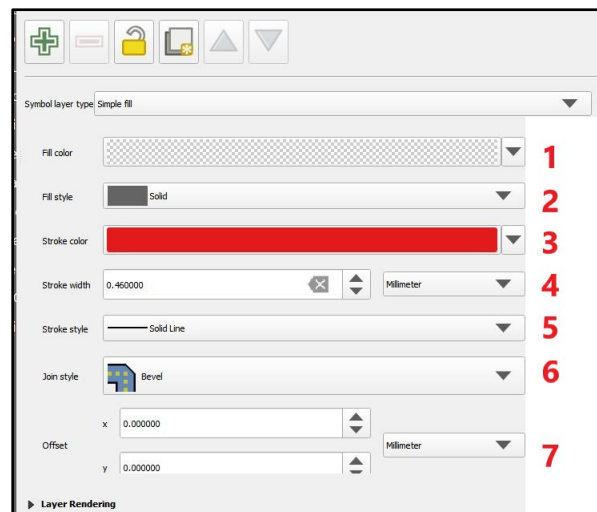 Symbol layer type Simple fill
Fill color 1
Fill style Solid 2
Stroke color 3
Stroke width 0.460000 Millimeter 4
Stroke style Solid Line 5
Join style Bevel 6
x 0.000000
Offset Millimeter 7
y 0.000000
Layer Rendering